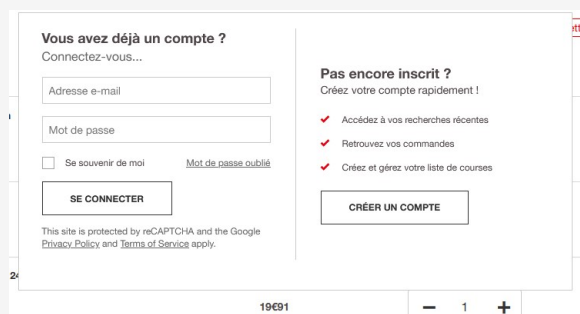 Vous avez déjà un compte ?
Connectez-vous...
Adresse e-mail
Mot de passe
Se souvenir de moi
Mot de passe oublié
SE CONNECTER
This site is protected by reCAPTCHA and the Google
Privacy Policy and Terms of Service apply.
Pas encore inscrit ?
Créez votre compte rapidement !
Accédez à vos recherches récentes
Retrouvez vos commandes
Créez et gérez votre liste de courses
CRÉER UN COMPTE
19€91
1